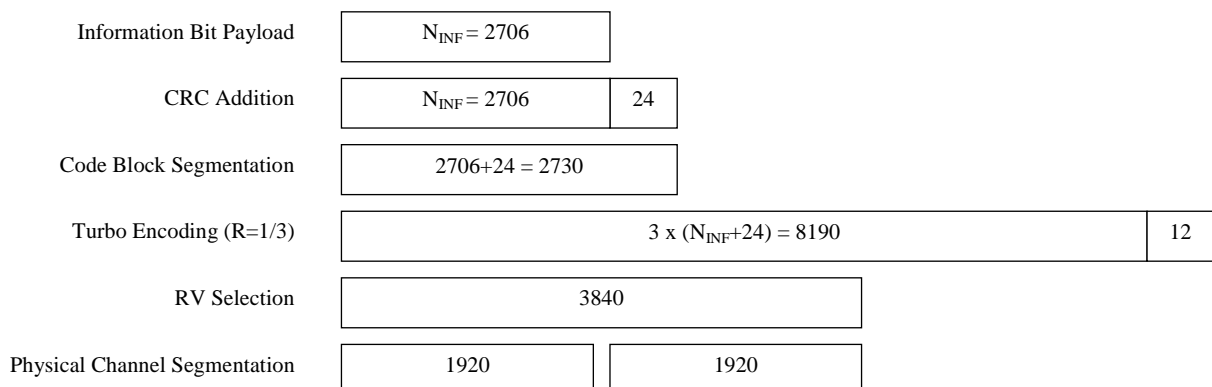 Information Bit Payload N_INF = 2706
CRC Addition N_INF = 2706 24
Code Block Segmentation 2706+24 = 2730
Turbo Encoding (R=1/3) 3 x (N_INF+24) = 8190 12
RV Selection 3840
Physical Channel Segmentation 1920 1920